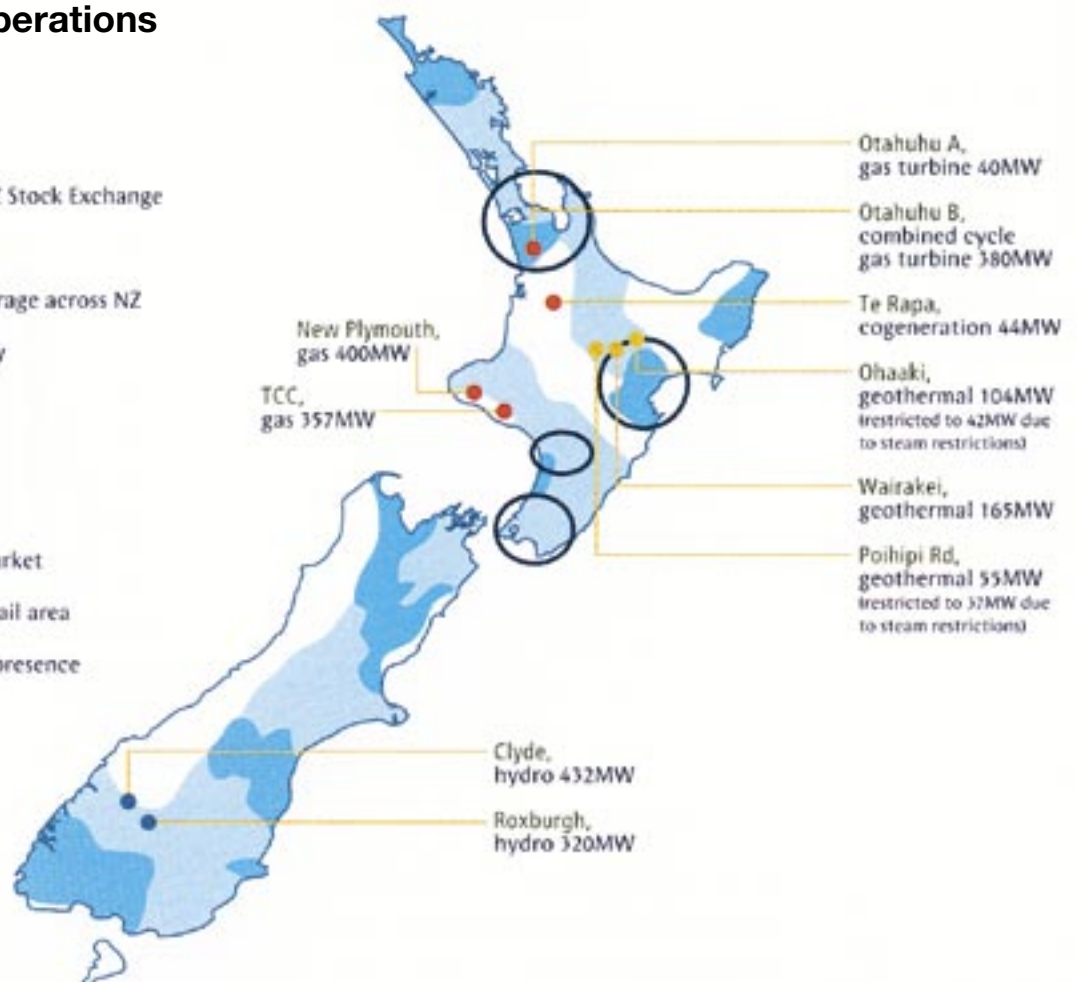 perations
Stock Exchange
rage across NZ
y
rket
ail area
presence
Otahuhu A,
gas turbine 40MW
Otahuhu B,
combined cycle
gas turbine 380MW
Te Rapa,
cogeneration 44MW
New Plymouth,
gas 400MW
TCC,
gas 357MW
Ohaaki,
geothermal 104MW
(restricted to 42MW due
to steam restrictions)
Wairakei,
geothermal 165MW
Poihipi Rd,
geothermal 55MW
(restricted to 37MW due
to steam restrictions)
Clyde,
hydro 432MW
Roxburgh,
hydro 320MW